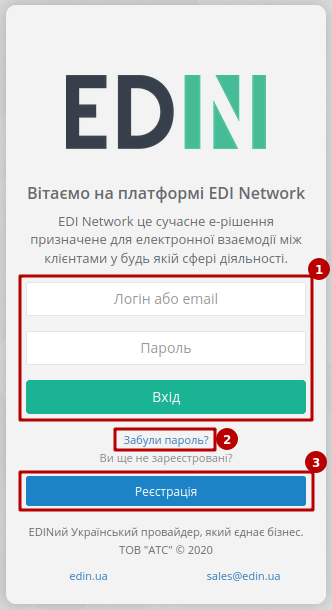 EDIN
Вітаємо на платформі EDI Network
EDI Network це сучасне е-рішення
призначене для електронної взаємодії між
клієнтами у будь якій сфері діяльності.
1
Логін або email
Пароль
Вхід
Забули пароль?
2
Ви ще не зареєстровані?
3
Реєстрація
EDINий Український провайдер, який єднає бізнес.
ТОВ "АТС" © 2020
edin.ua
sales@edin.ua